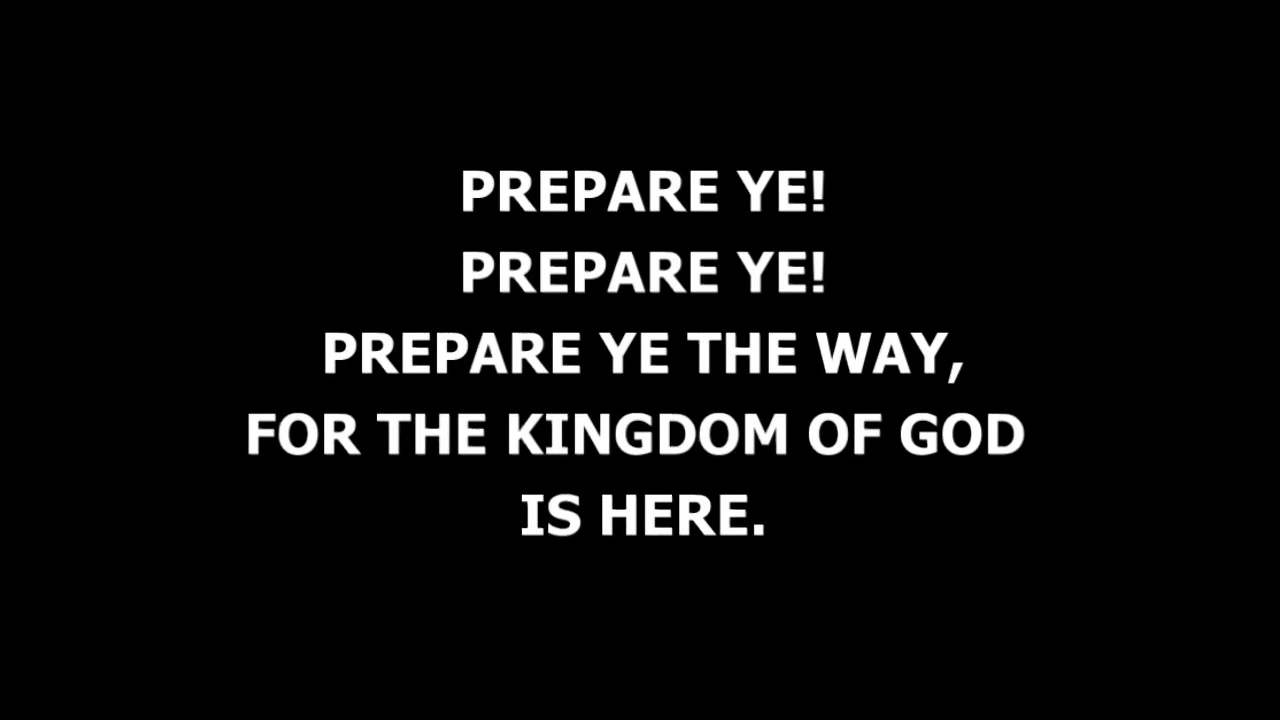 PREPARE YE!
PREPARE YE!
PREPARE YE THE WAY,
FOR THE KINGDOM OF GOD
IS HERE.